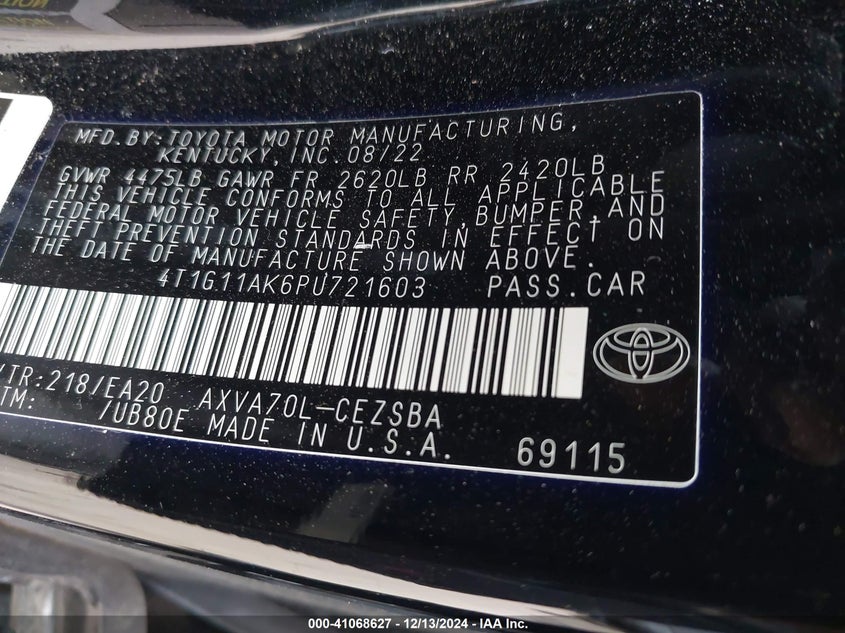 MFD.BY:TOYOTA MOTOR MANUFACTURING,
KENTUCKY, INC. 08/22
GVWR 4475LB GAWR FR 2620LB RR 2420LB
THIS VEHICLE CONFORMS TO ALL APPLICABLE
FEDERAL MOTOR VEHICLE SAFETY,BUMPER,AND
THEFT PREVENTION STANDARDS IN EFFECT ON
THE DATE OF MANUFACTURE SHOWN ABOVE.
4T1G11AK6PU721603 PASS.CAR
/TR:218/EA20 AXVA70L-CEZSBA
TM: /UB80E MADE IN U.S.A. 69115
000-41068627 - 12/13/2024 - IAA Inc.